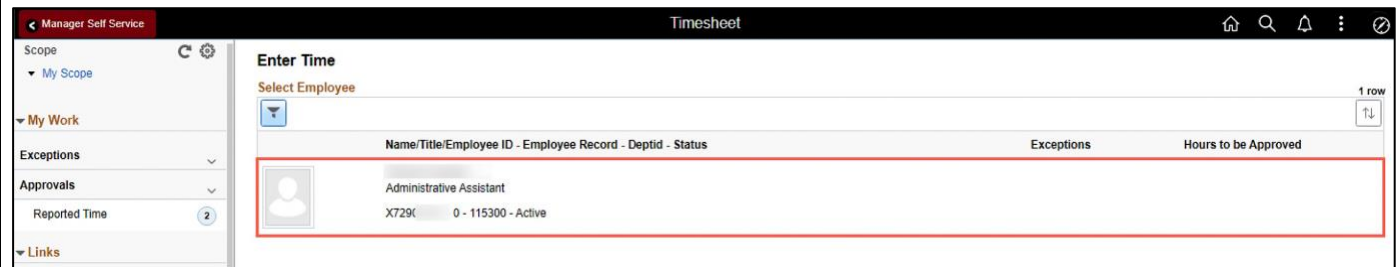 Manager Self Service
Timesheet
Scope
My Scope
My Work
Exceptions
Approvals
Reported Time 2
Links
Enter Time
Select Employee
1 row
Name/Title/Employee ID - Employee Record - Deptid - Status Exceptions Hours to be Approved
Administrative Assistant
X729 0 - 115300 - Active